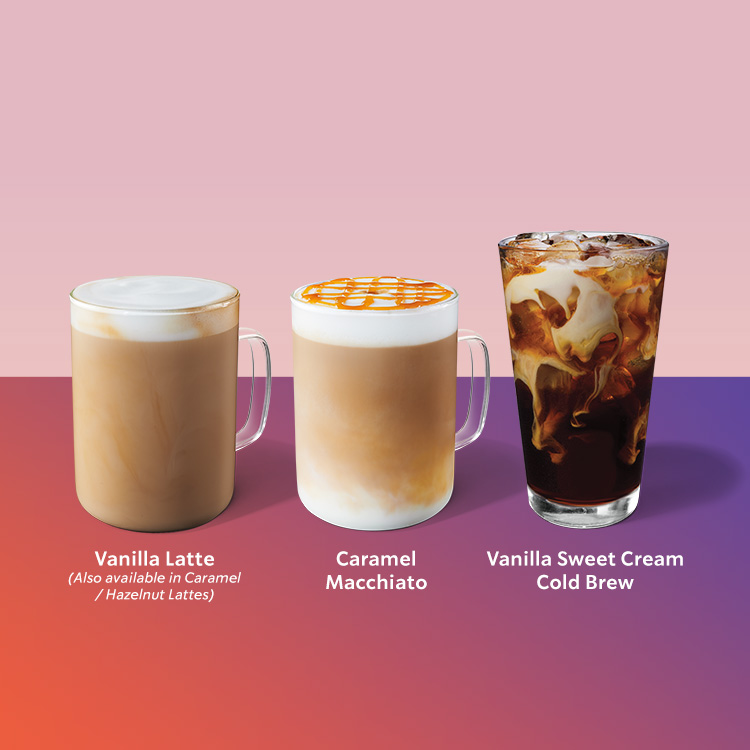 Vanilla Latte
(Also available in Caramel
/ Hazelnut Lattes)
Caramel
Macchiato
Vanilla Sweet Cream
Cold Brew